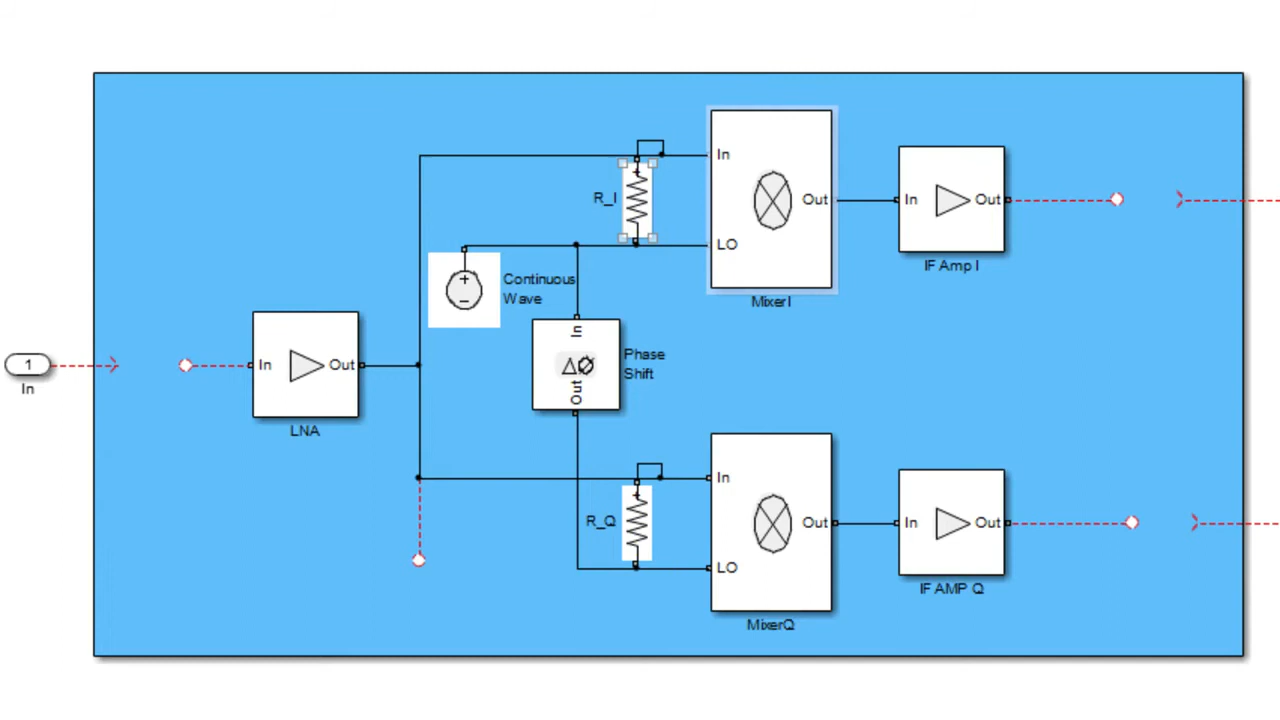 In
Out
R_I
LO
MixerI
In
Out
IF Amp I
Continuous
Wave
In
Out
Phase
Shift
1
In
In
Out
LNA
In
Out
R_Q
LO
MixerQ
In
Out
IF AMP Q